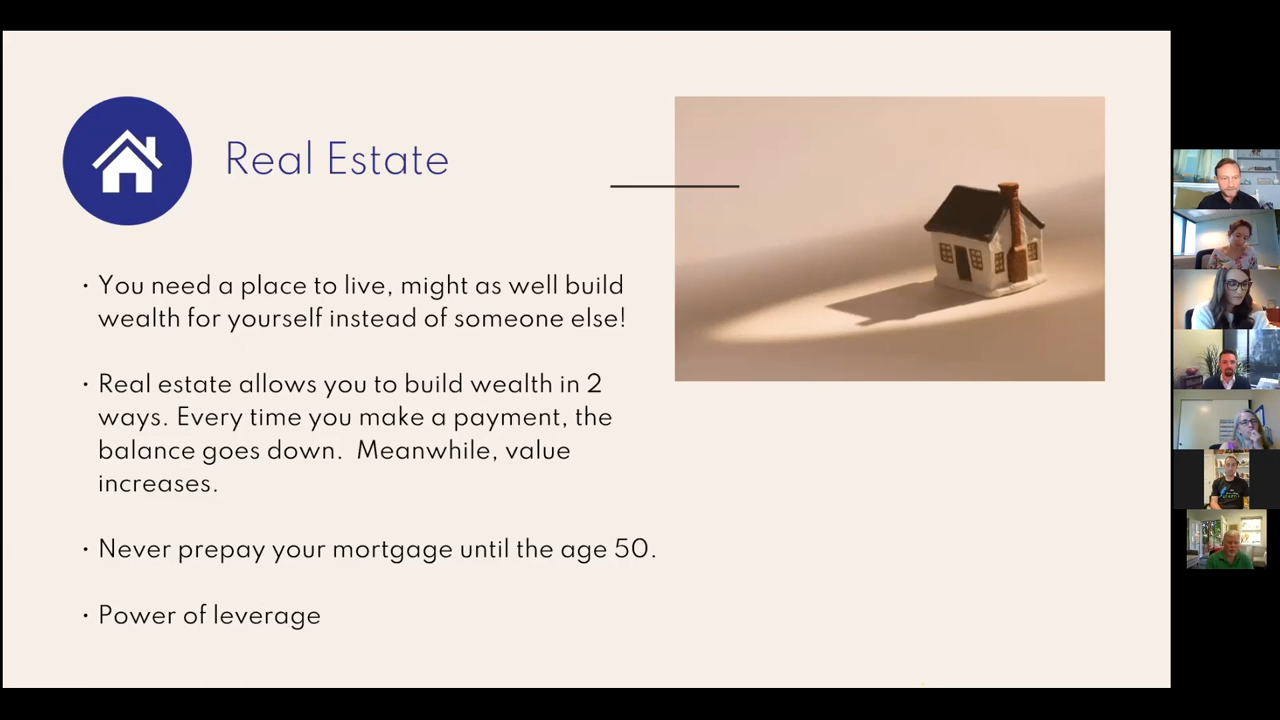 Real Estate
• You need a place to live, might as well build
wealth for yourself instead of someone else!
• Real estate allows you to build wealth in 2
ways. Every time you make a payment, the
balance goes down.  Meanwhile, value
increases.
• Never prepay your mortgage until the age 50.
• Power of leverage